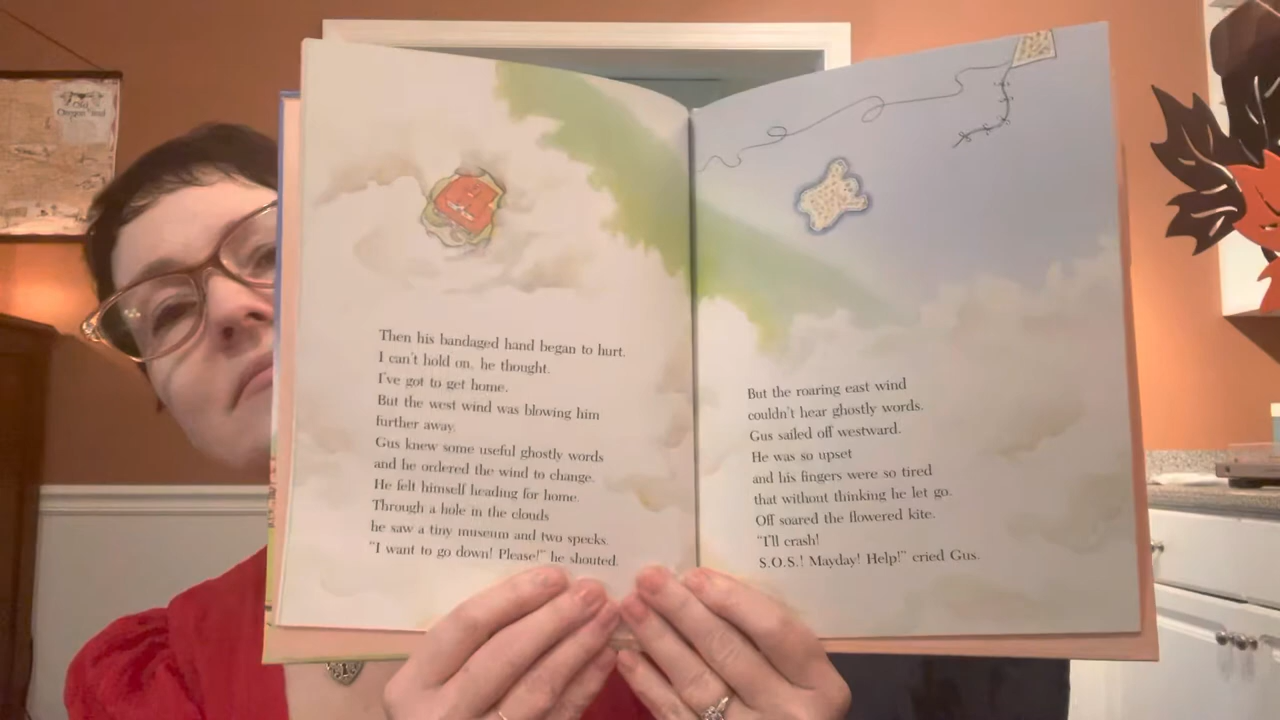 Old
Oregon Trail
Then his bandaged hand began to hurt.
I can't hold on, he thought.
I've got to get home.
But the west wind was blowing him
further away.
Gus knew some useful ghostly words
and he ordered the wind to change.
He felt himself heading for home.
Through a hole in the clouds
he saw a tiny museum and two specks.
"I want to go down! Please!" he shouted.
But the roaring east wind
couldn't hear ghostly words.
Gus sailed off westward.
He was so upset
and his fingers were so tired
that without thinking he let go.
Off soared the flowered kite.
"I'll crash!
S.O.S.! Mayday! Help!" cried Gus.